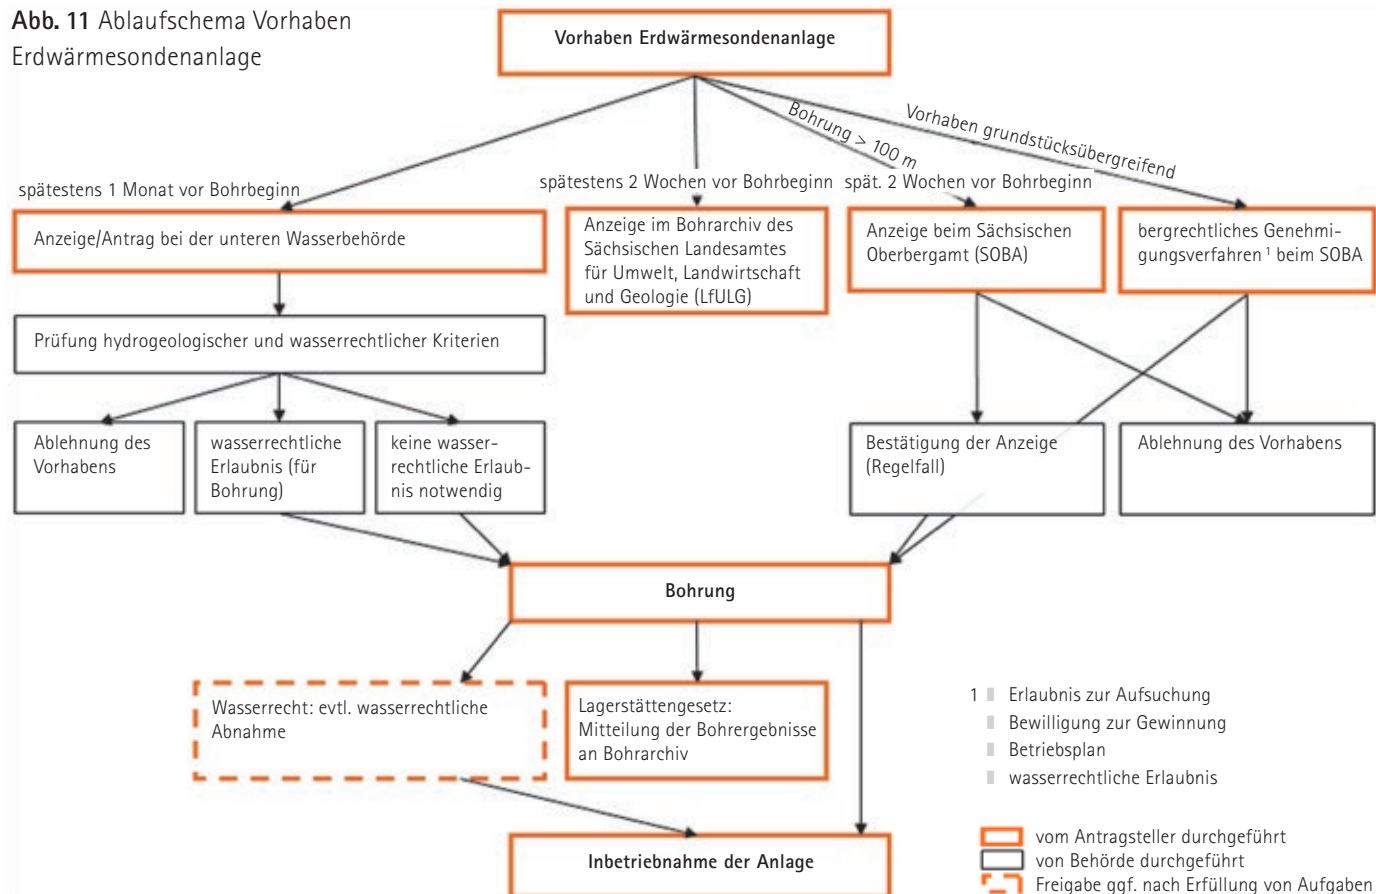 Abb. 11 Ablaufschema Vorhaben
Erdwärmesondenanlage
Vorhaben Erdwärmesondenanlage
Bohrung > 100 m
Vorhaben grundstücksübergreifend
spätestens 1 Monat vor Bohrbeginn
spätestens 2 Wochen vor Bohrbeginn
spät. 2 Wochen vor Bohrbeginn
Anzeige/Antrag bei der unteren Wasserbehörde
Anzeige im Bohrarchiv des
Sächsischen Landesamtes
für Umwelt, Landwirtschaft
und Geologie (LfULG)
Anzeige beim Sächsischen
Oberbergamt (SOBA)
bergrechtliches Genehmi-
gungsverfahren ¹ beim SOBA
Prüfung hydrogeologischer und wasserrechtlicher Kriterien
Ablehnung des
Vorhabens
wasserrechtliche
Erlaubnis (für
Bohrung)
keine wasser-
rechtliche Erlaub-
nis notwendig
Bestätigung der Anzeige
(Regelfall)
Ablehnung des Vorhabens
Bohrung
Wasserrecht: evtl. wasserrechtliche
Abnahme
Lagerstättengesetz:
Mitteilung der Bohrergebnisse
an Bohrarchiv
Inbetriebnahme der Anlage
1 Erlaubnis zur Aufsuchung
Bewilligung zur Gewinnung
Betriebsplan
wasserrechtliche Erlaubnis
vom Antragsteller durchgeführt
von Behörde durchgeführt
Freigabe ggf. nach Erfüllung von Aufgaben